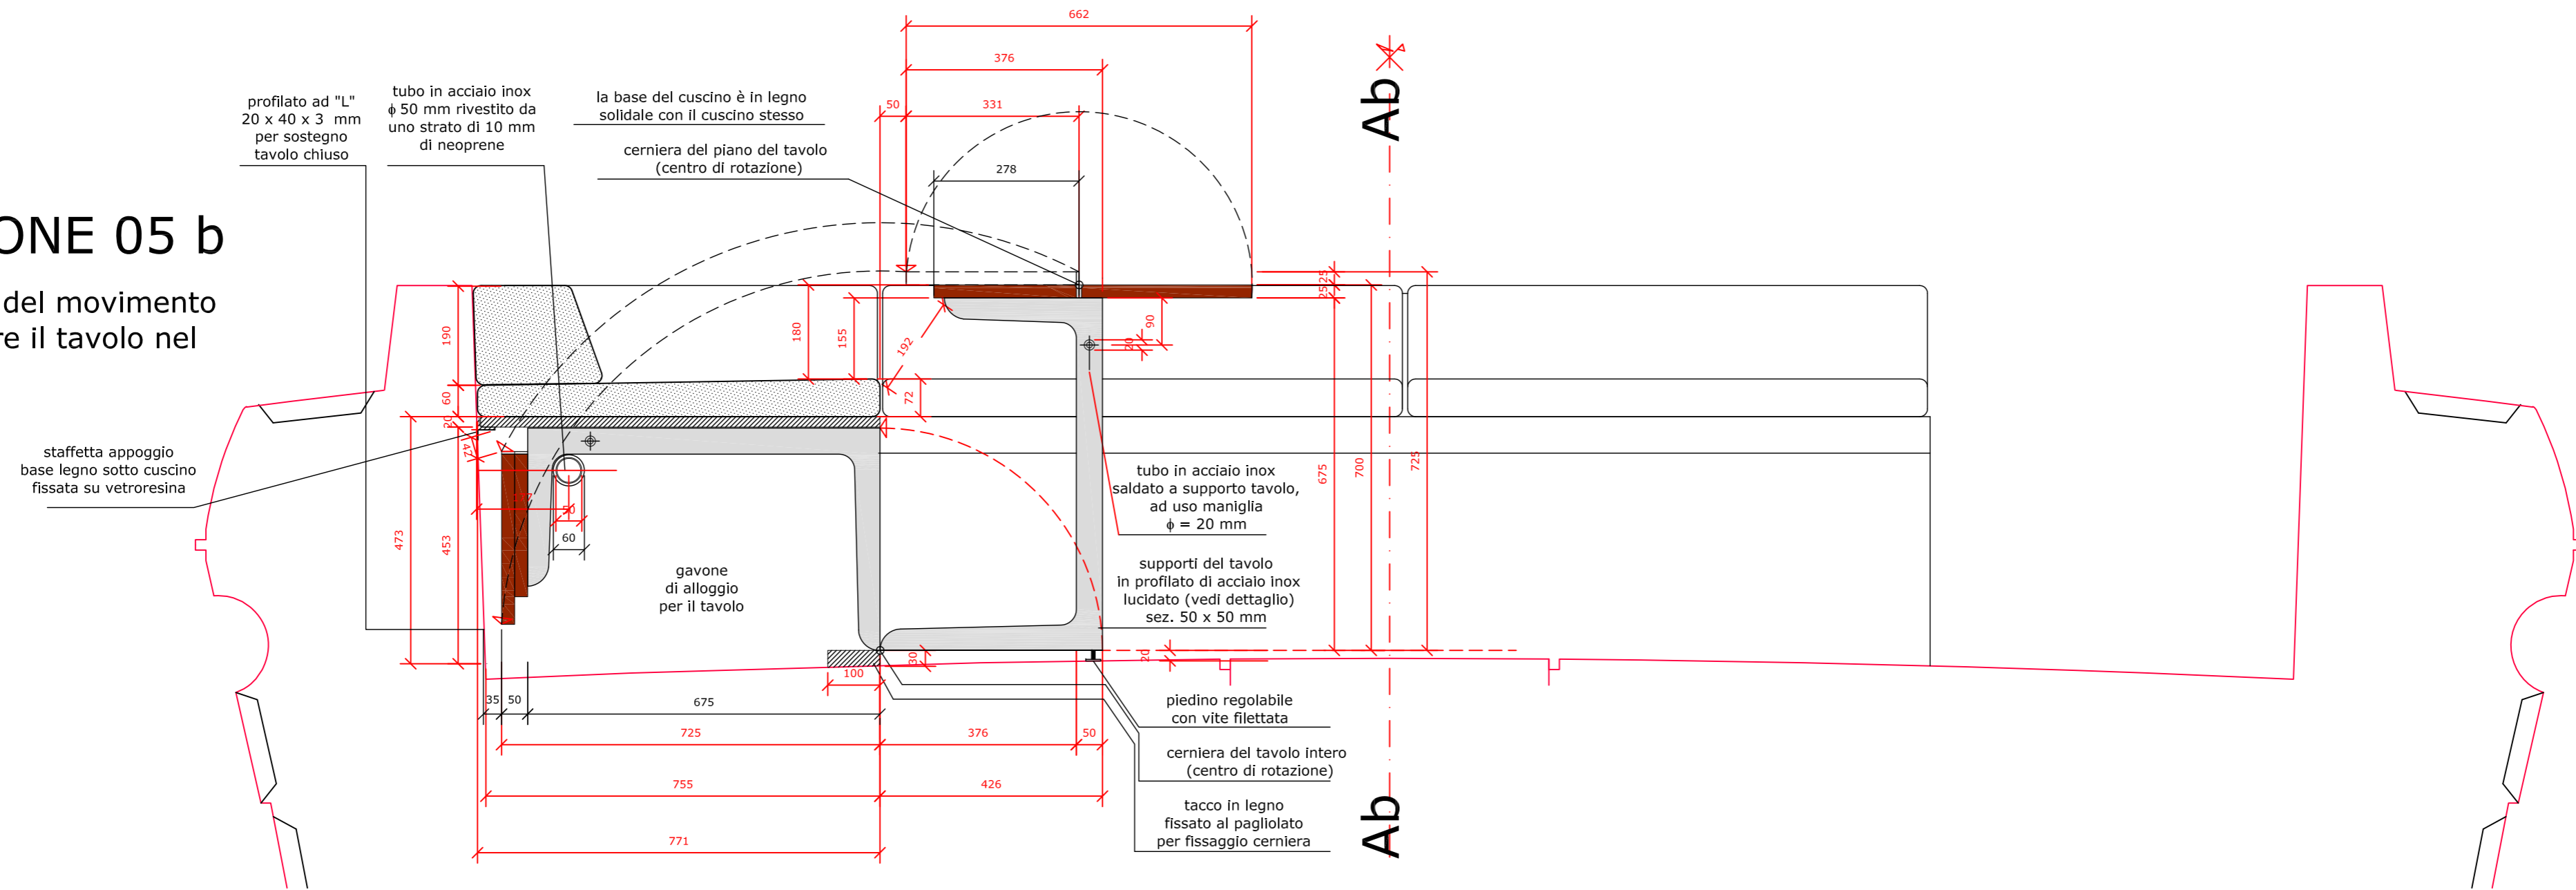 662
376
50
331
278
profilato ad "L"
20 x 40 x 3 mm
per sostegno
tavolo chiuso
tubo in acciaio inox
ϕ 50 mm rivestito da
uno strato di 10 mm
di neoprene
la base del cuscino è in legno
solidale con il cuscino stesso
cerniera del piano del tavolo
(centro di rotazione)
Ab
ONE 05 b
del movimento
re il tavolo nel
190
60
20
42
473
453
180
155
192
72
90
20
25
25
675
700
725
staffetta appoggio
base legno sotto cuscino
fissata su vetroresina
50
60
gavone
di alloggio
per il tavolo
tubo in acciaio inox
saldato a supporto tavolo,
ad uso maniglia
ϕ = 20 mm
supporti del tavolo
in profilato di acciaio inox
lucidato (vedi dettaglio)
sez. 50 x 50 mm
30
20
100
35
50
675
725
376
50
755
426
771
piedino regolabile
con vite filettata
cerniera del tavolo intero
(centro di rotazione)
tacco in legno
fissato al pagliolato
per fissaggio cerniera
Ab